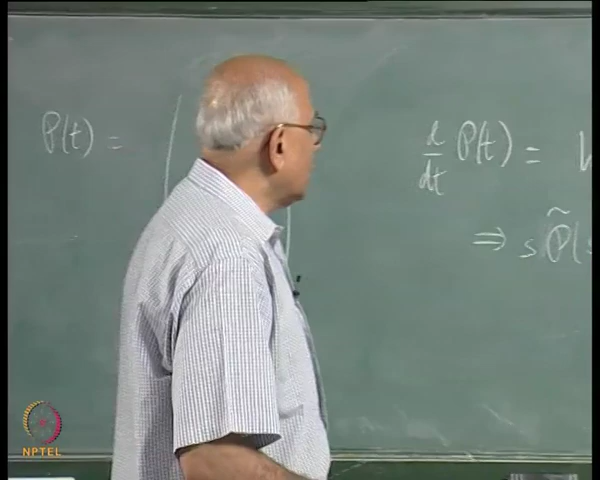 P(t) =
d/dt P(t) = W
⇒ s P̃(s
NPTEL